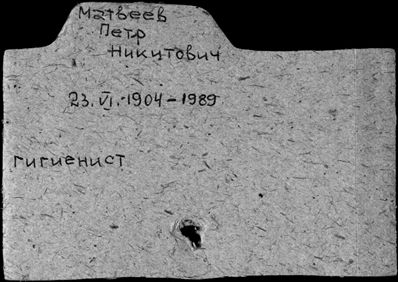 Матвеев
Петр
Никитович
23.VI.-1904-1989
гигиенист